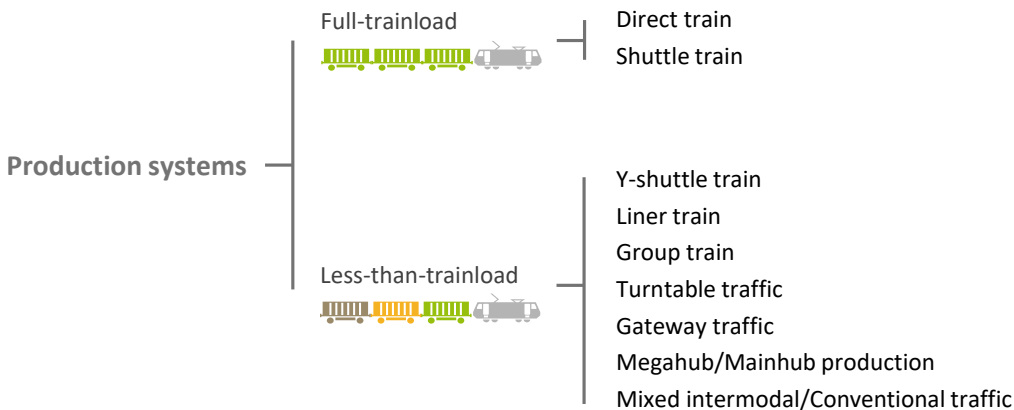 Production systems
Full-trainload
Direct train
Shuttle train
Less-than-trainload
Y-shuttle train
Liner train
Group train
Turntable traffic
Gateway traffic
Megahub/Mainhub production
Mixed intermodal/Conventional traffic